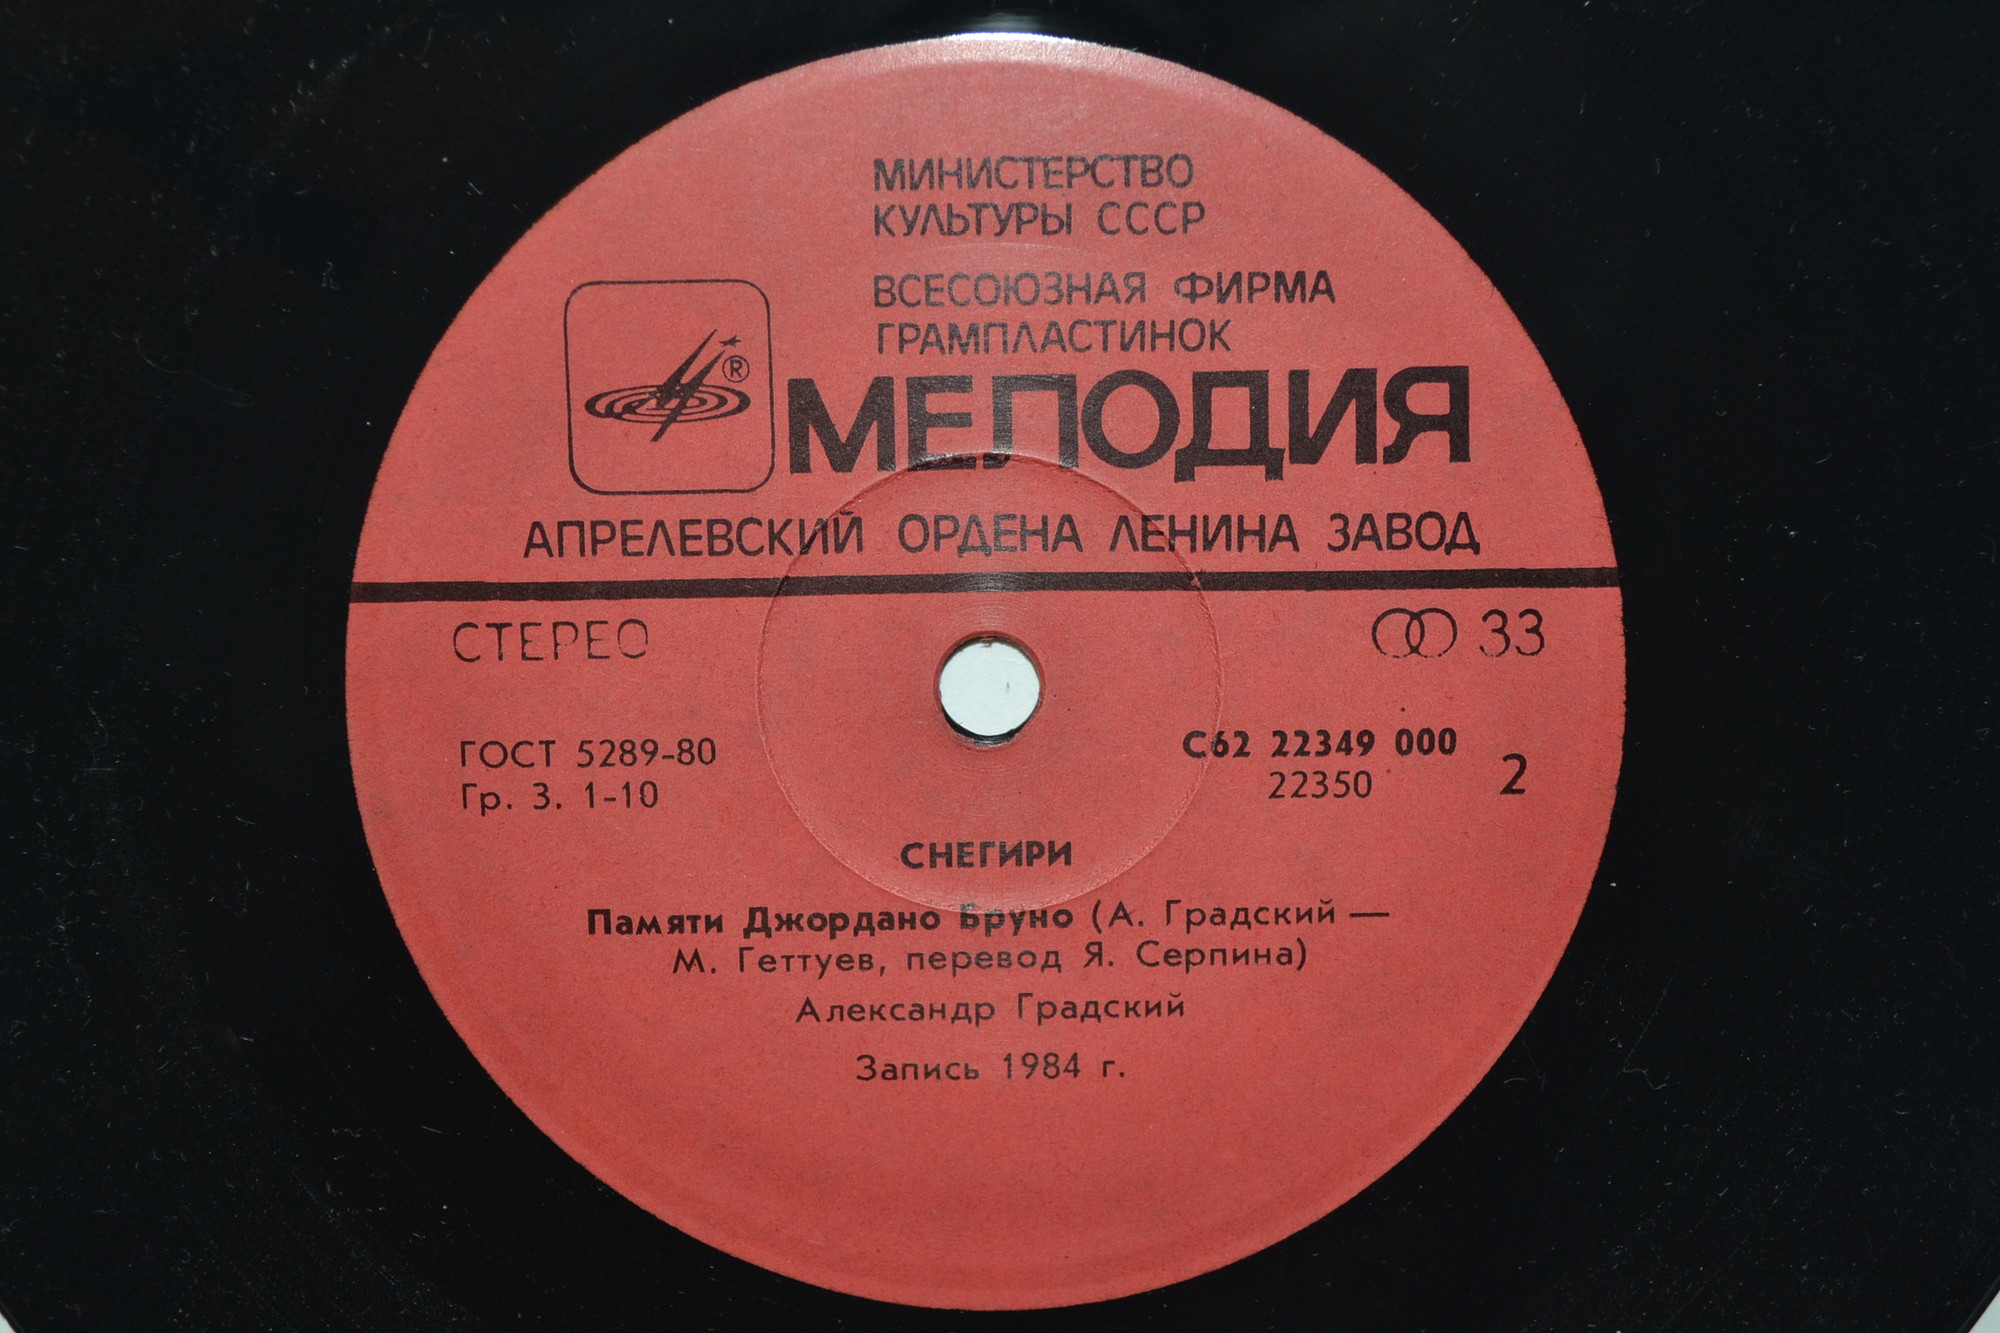 МИНИСТЕРСТВО
КУЛЬТУРЫ СССР
ВСЕСОЮЗНАЯ ФИРМА
ГРАМПЛАСТИНОК
®
МЕЛОДИЯ
АПРЕЛЕВСКИЙ ОРДЕНА ЛЕНИНА ЗАВОД
СТЕРЕО
33
ГОСТ 5289-80
Гр. 3. 1-10
С62 22349 000
22350
2
СНЕГИРИ
Памяти Джордано Бруно (А. Градский —
М. Геттуев, перевод Я. Серпина)
Александр Градский
Запись 1984 г.